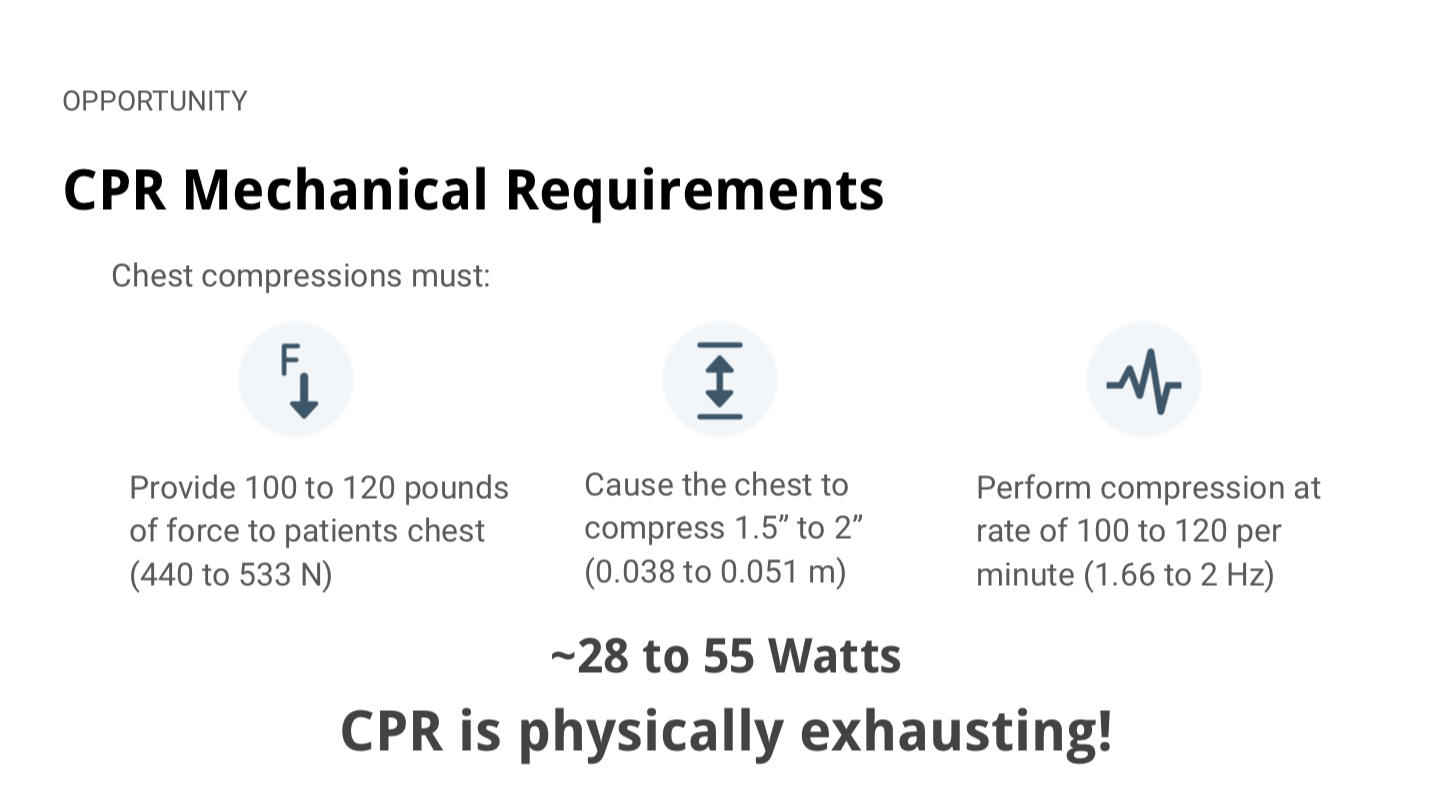 OPPORTUNITY
CPR Mechanical Requirements
Chest compressions must:
F
Provide 100 to 120 pounds
of force to patients chest
(440 to 533 N)
Cause the chest to
compress 1.5” to 2”
(0.038 to 0.051 m)
Perform compression at
rate of 100 to 120 per
minute (1.66 to 2 Hz)
~28 to 55 Watts
CPR is physically exhausting!